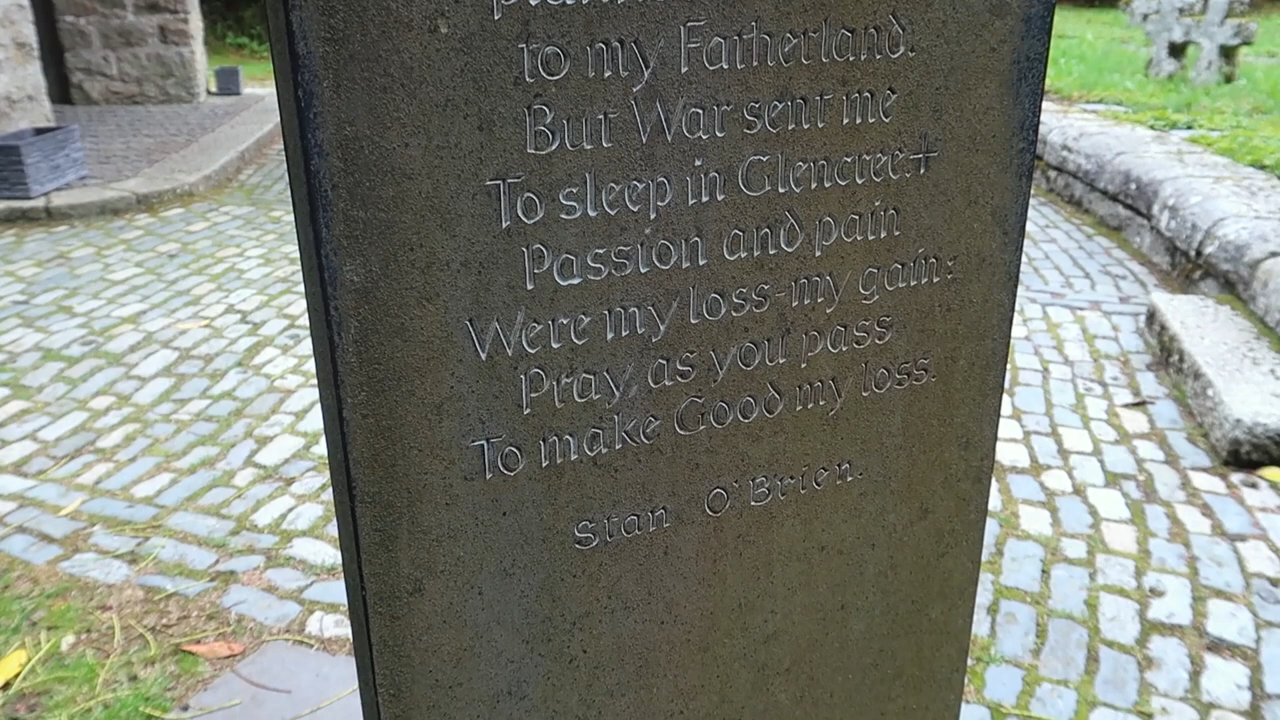 to my Fatherland.
But War sent me
To sleep in Glencree:+
Passion and pain
Were my loss-my gain:
Pray, as you pass
To make Good my loss.
Stan O'Brien.